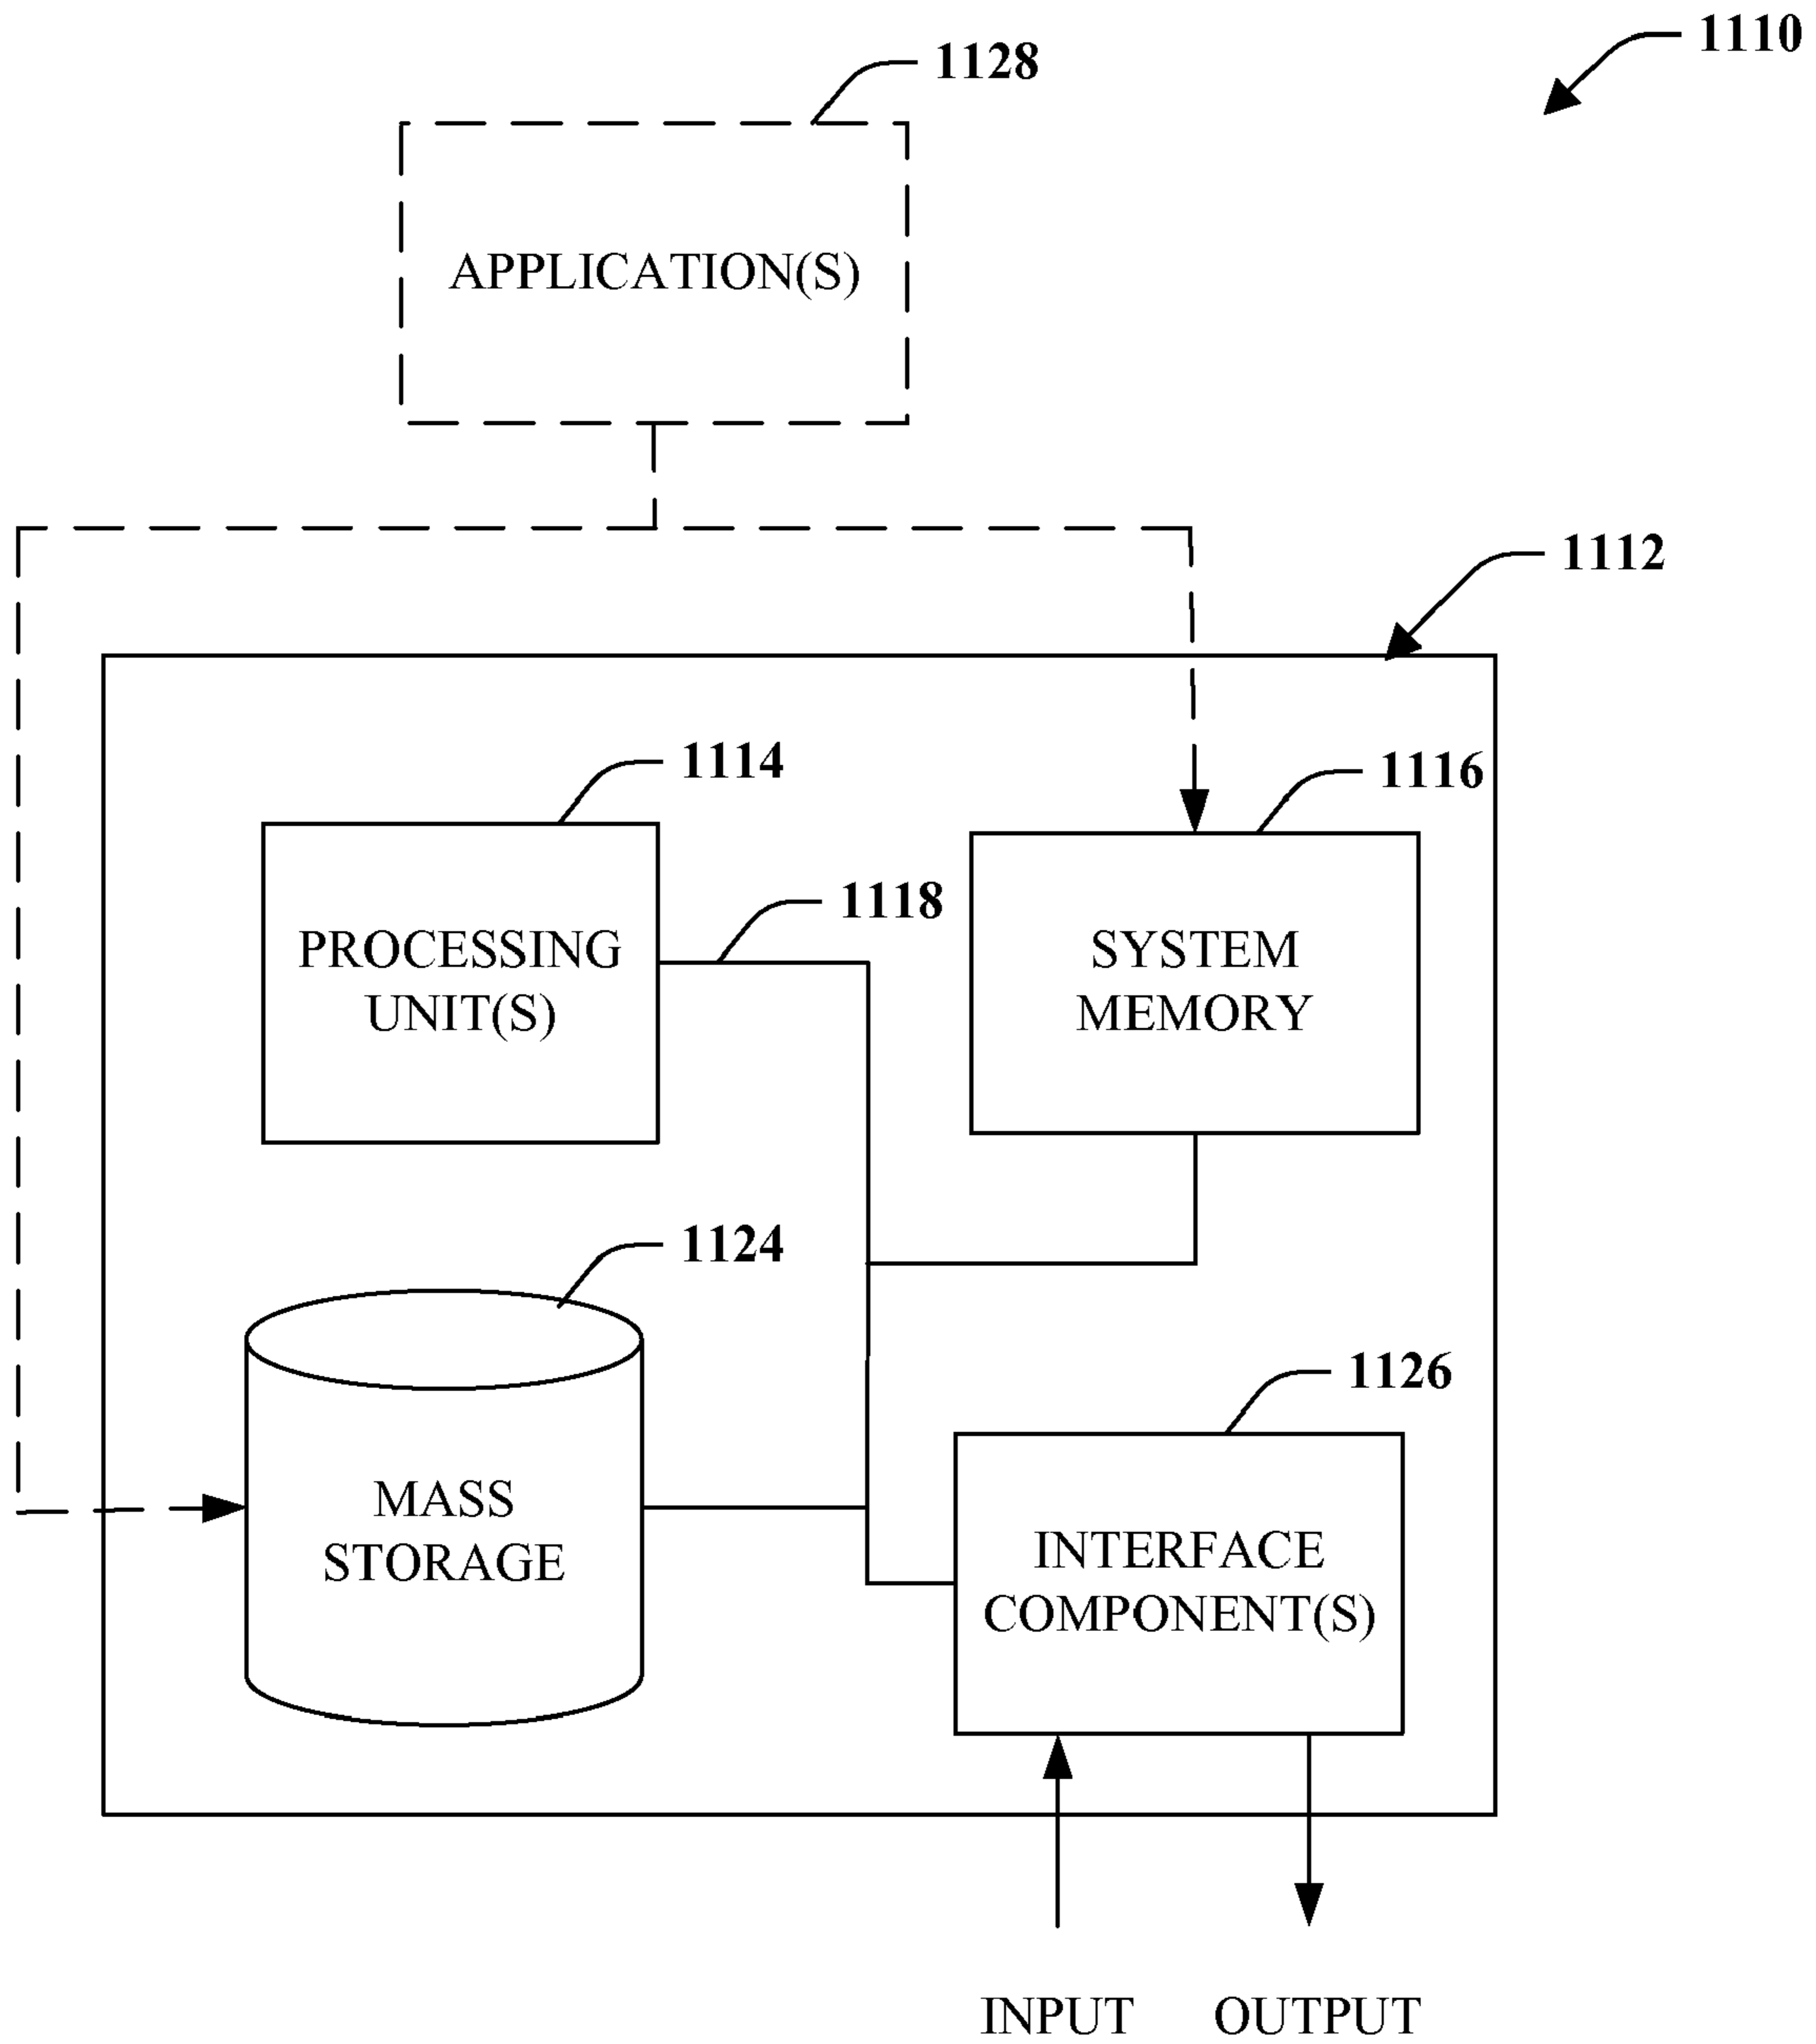 1110
1128
APPLICATION(S)
1112
1114
1116
1118
PROCESSING
UNIT(S)
SYSTEM
MEMORY
1124
1126
MASS
STORAGE
INTERFACE
COMPONENT(S)
INPUT
OUTPUT